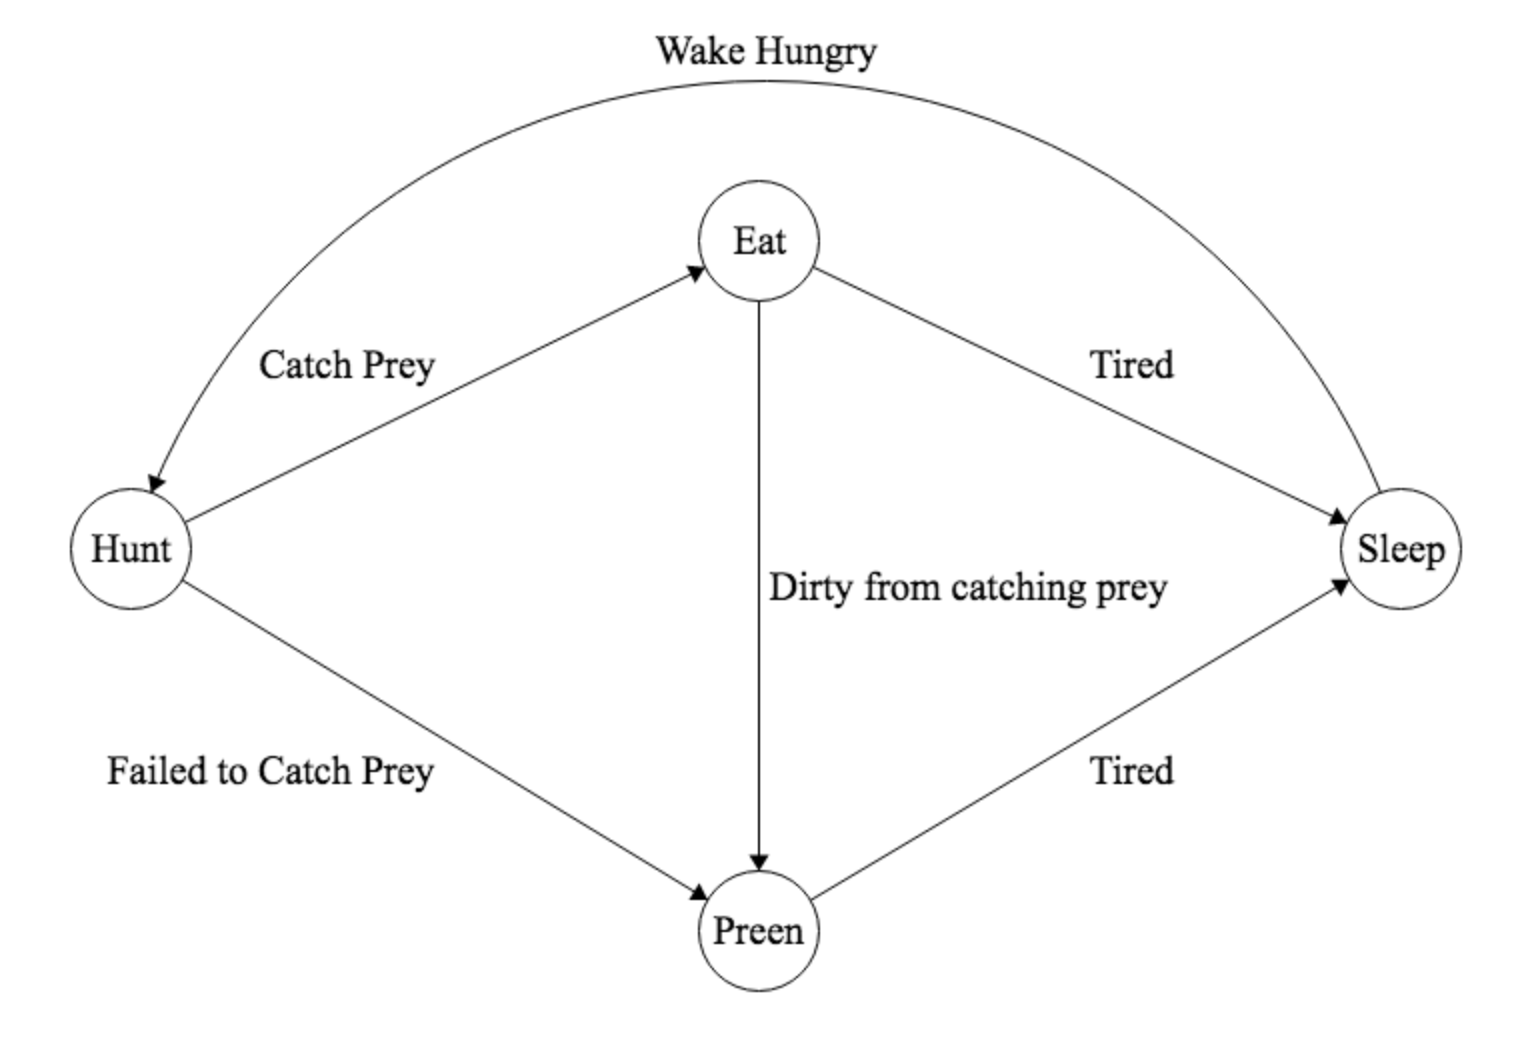 Wake Hungry
Eat
Catch Prey
Tired
Hunt
Sleep
Dirty from catching prey
Failed to Catch Prey
Tired
Preen